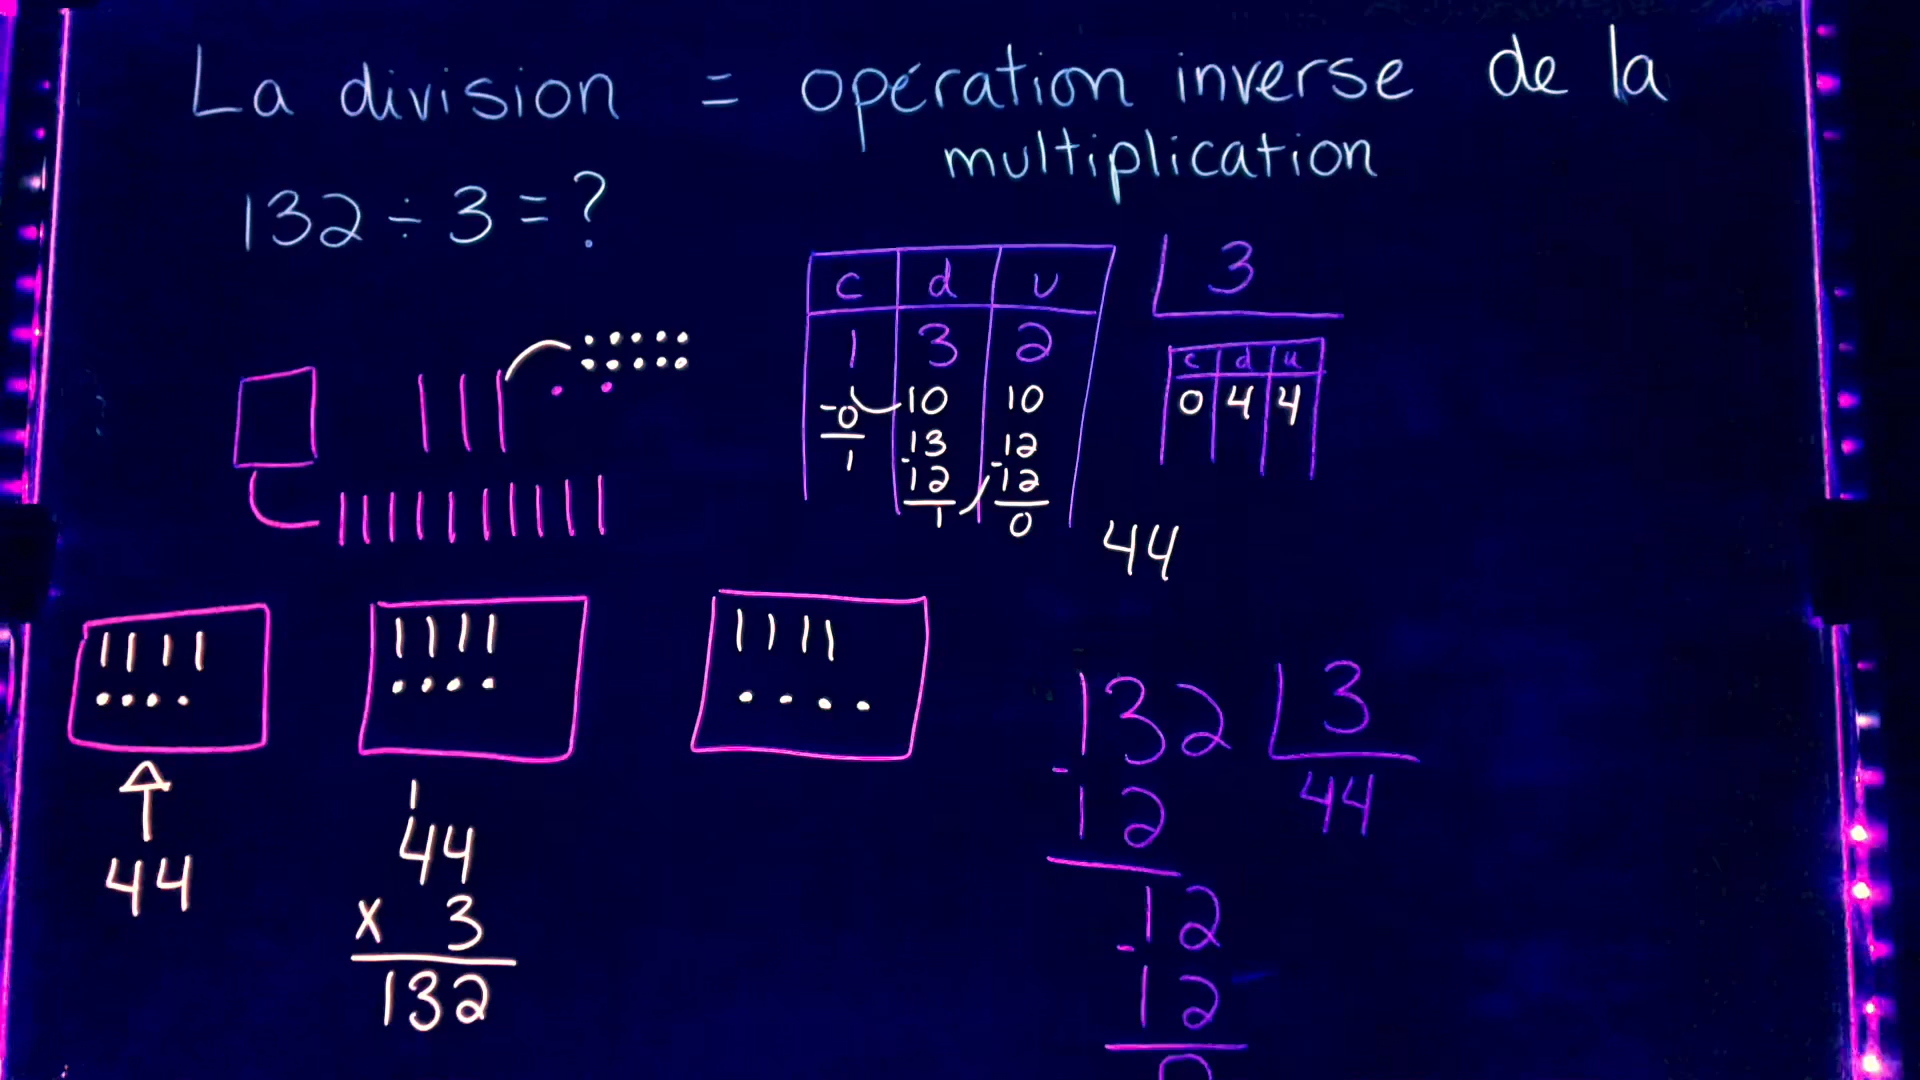 La division = opération inverse de la
multiplication
132 ÷ 3 = ?
c d u
1 3 2
1 10 10
-0 13 12
1 -12 -12
1 0
3
c d u
0 4 4
44
44
1
44
x 3
132
132 3
- 12 44
12
- 12
0